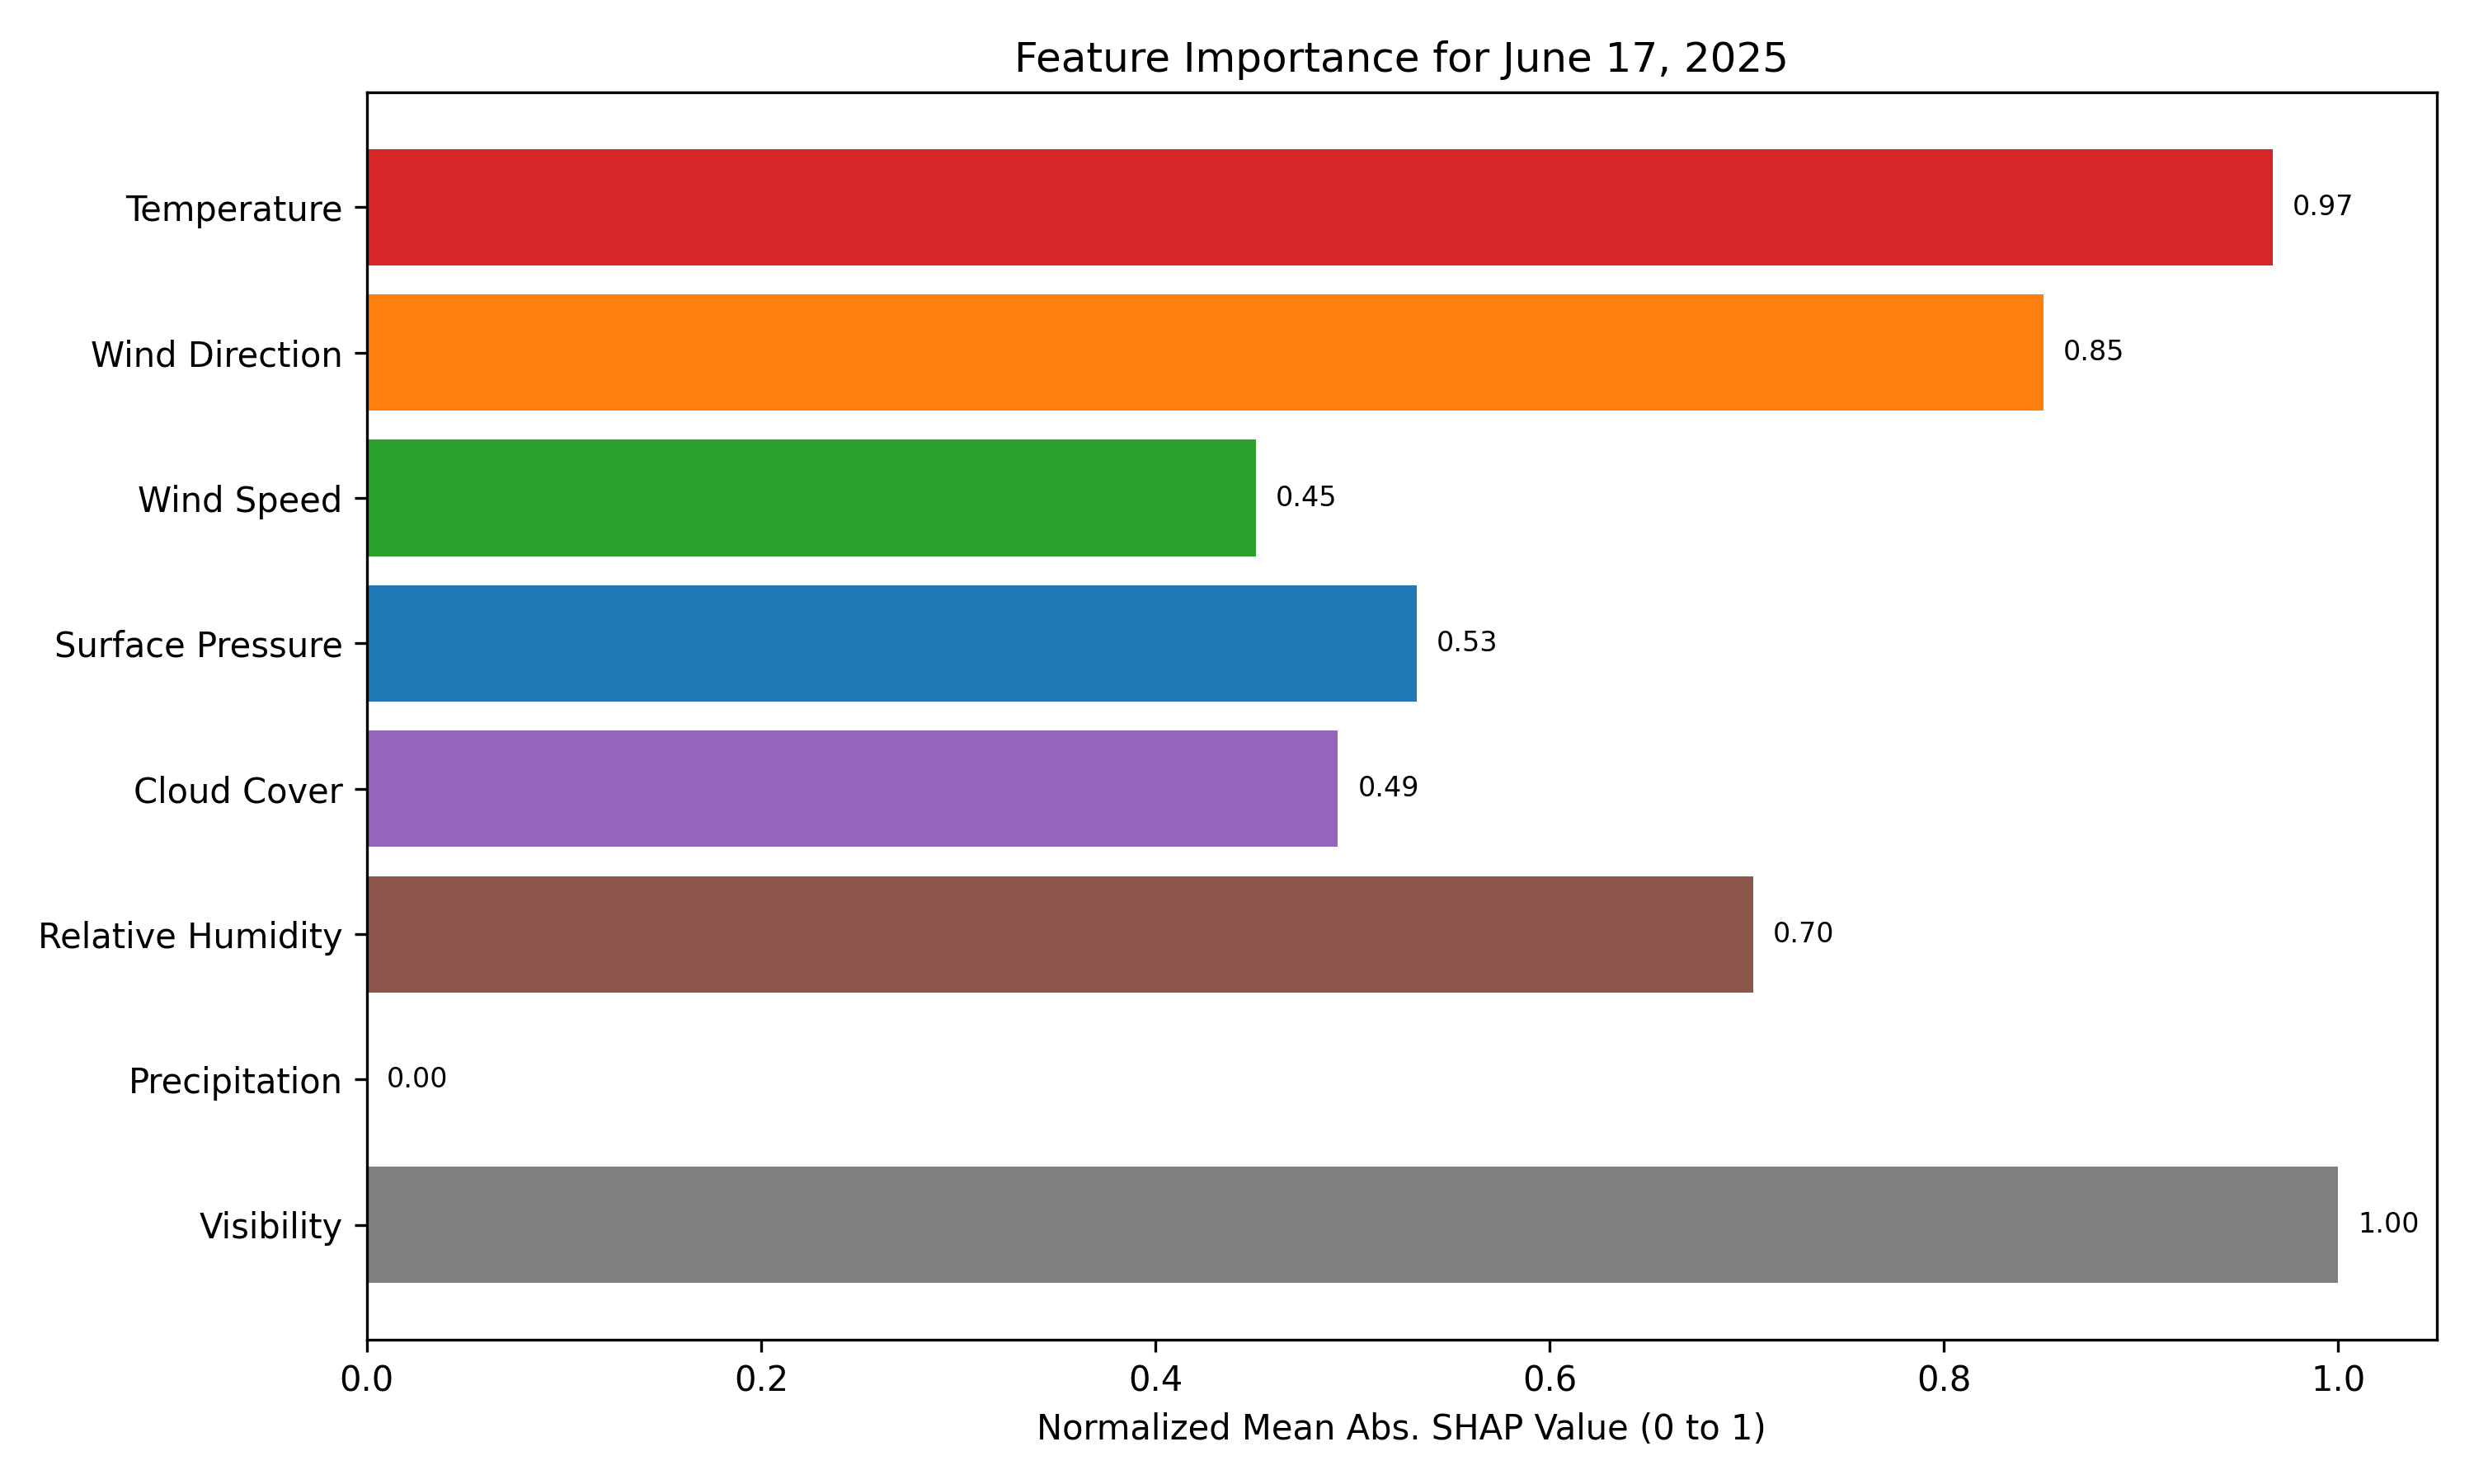 Feature Importance for June 17, 2025
Temperature 0.97
Wind Direction 0.85
Wind Speed 0.45
Surface Pressure 0.53
Cloud Cover 0.49
Relative Humidity 0.70
Precipitation 0.00
Visibility 1.00
0.0 0.2 0.4 0.6 0.8 1.0
Normalized Mean Abs. SHAP Value (0 to 1)